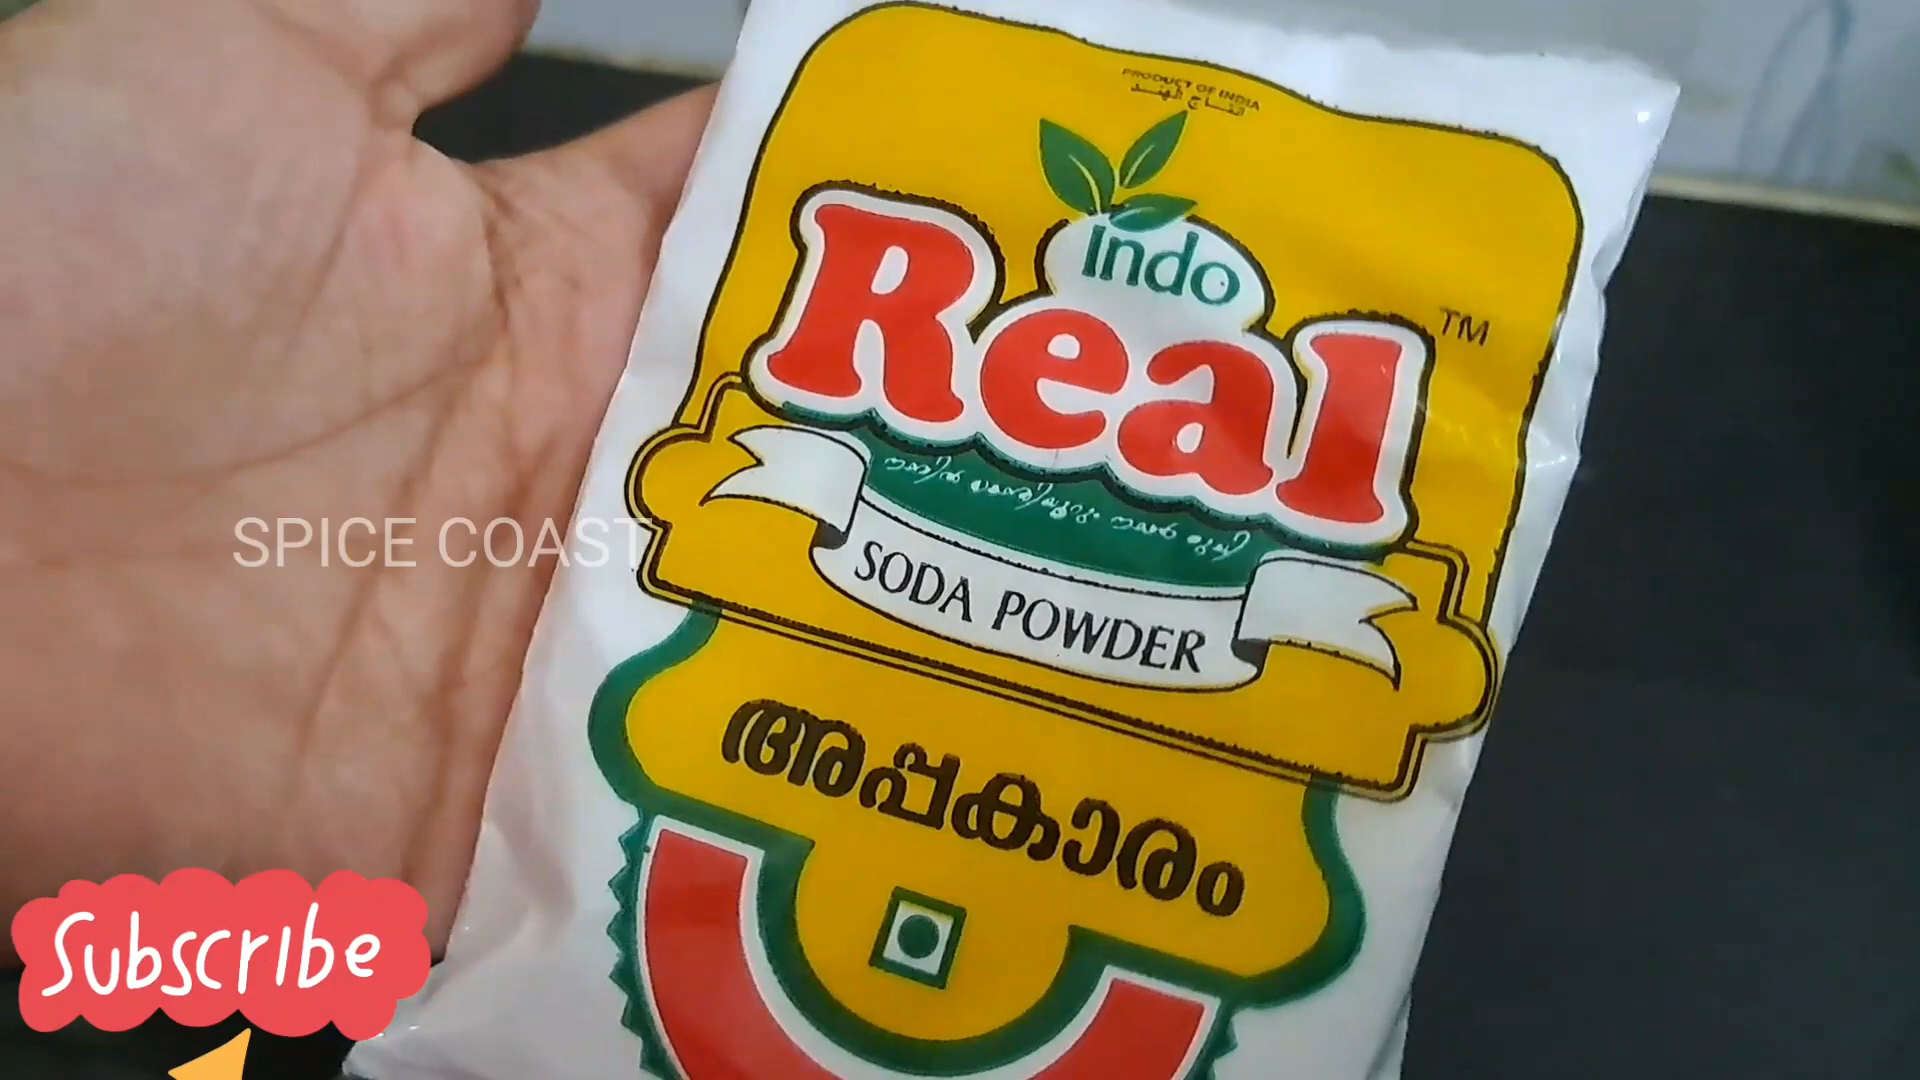 PRODUCT OF INDIA
Indo
Real
TM
SODA POWDER
SPICE COAST
അപ്പകാരം
Subscribe